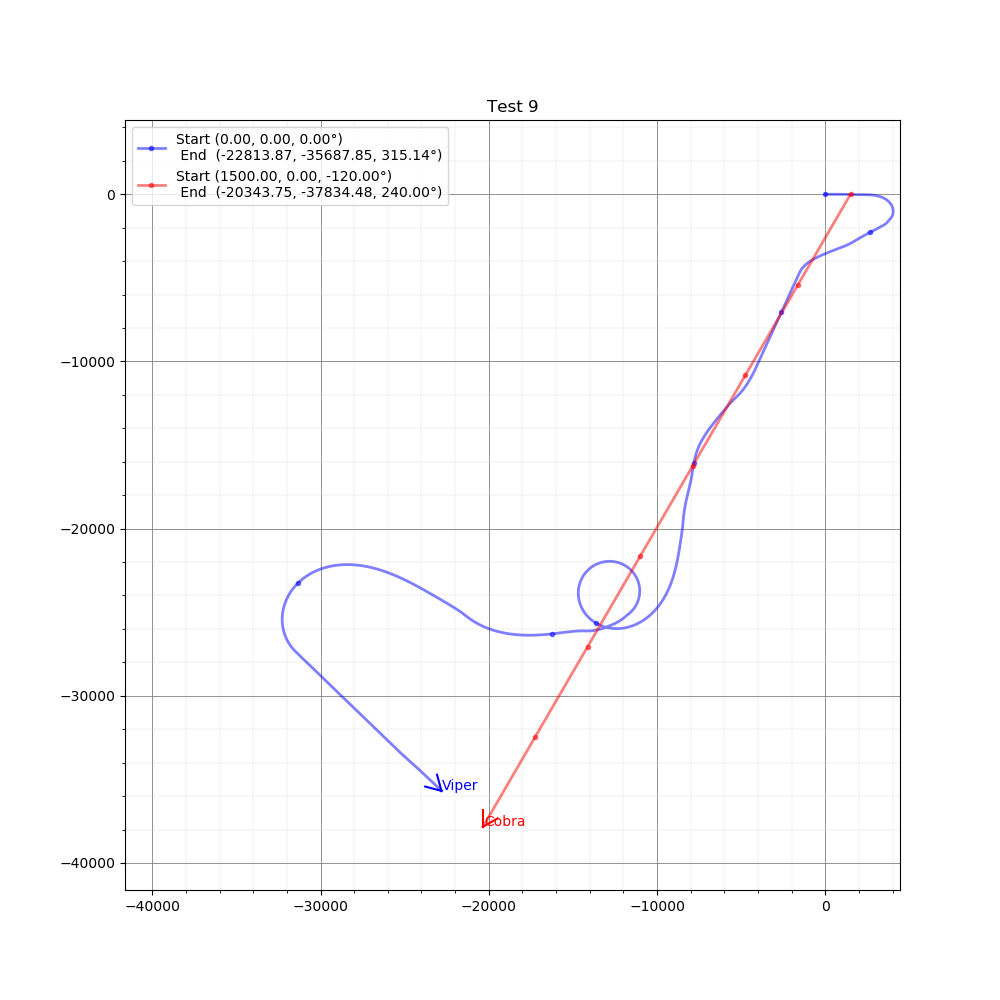 Test 9
Start (0.00, 0.00, 0.00°)
End (-22813.87, -35687.85, 315.14°)
Start (1500.00, 0.00, -120.00°)
End (-20343.75, -37834.48, 240.00°)
0
−10000
−20000
−30000
−40000
Viper
Cobra
−40000 −30000 −20000 −10000 0